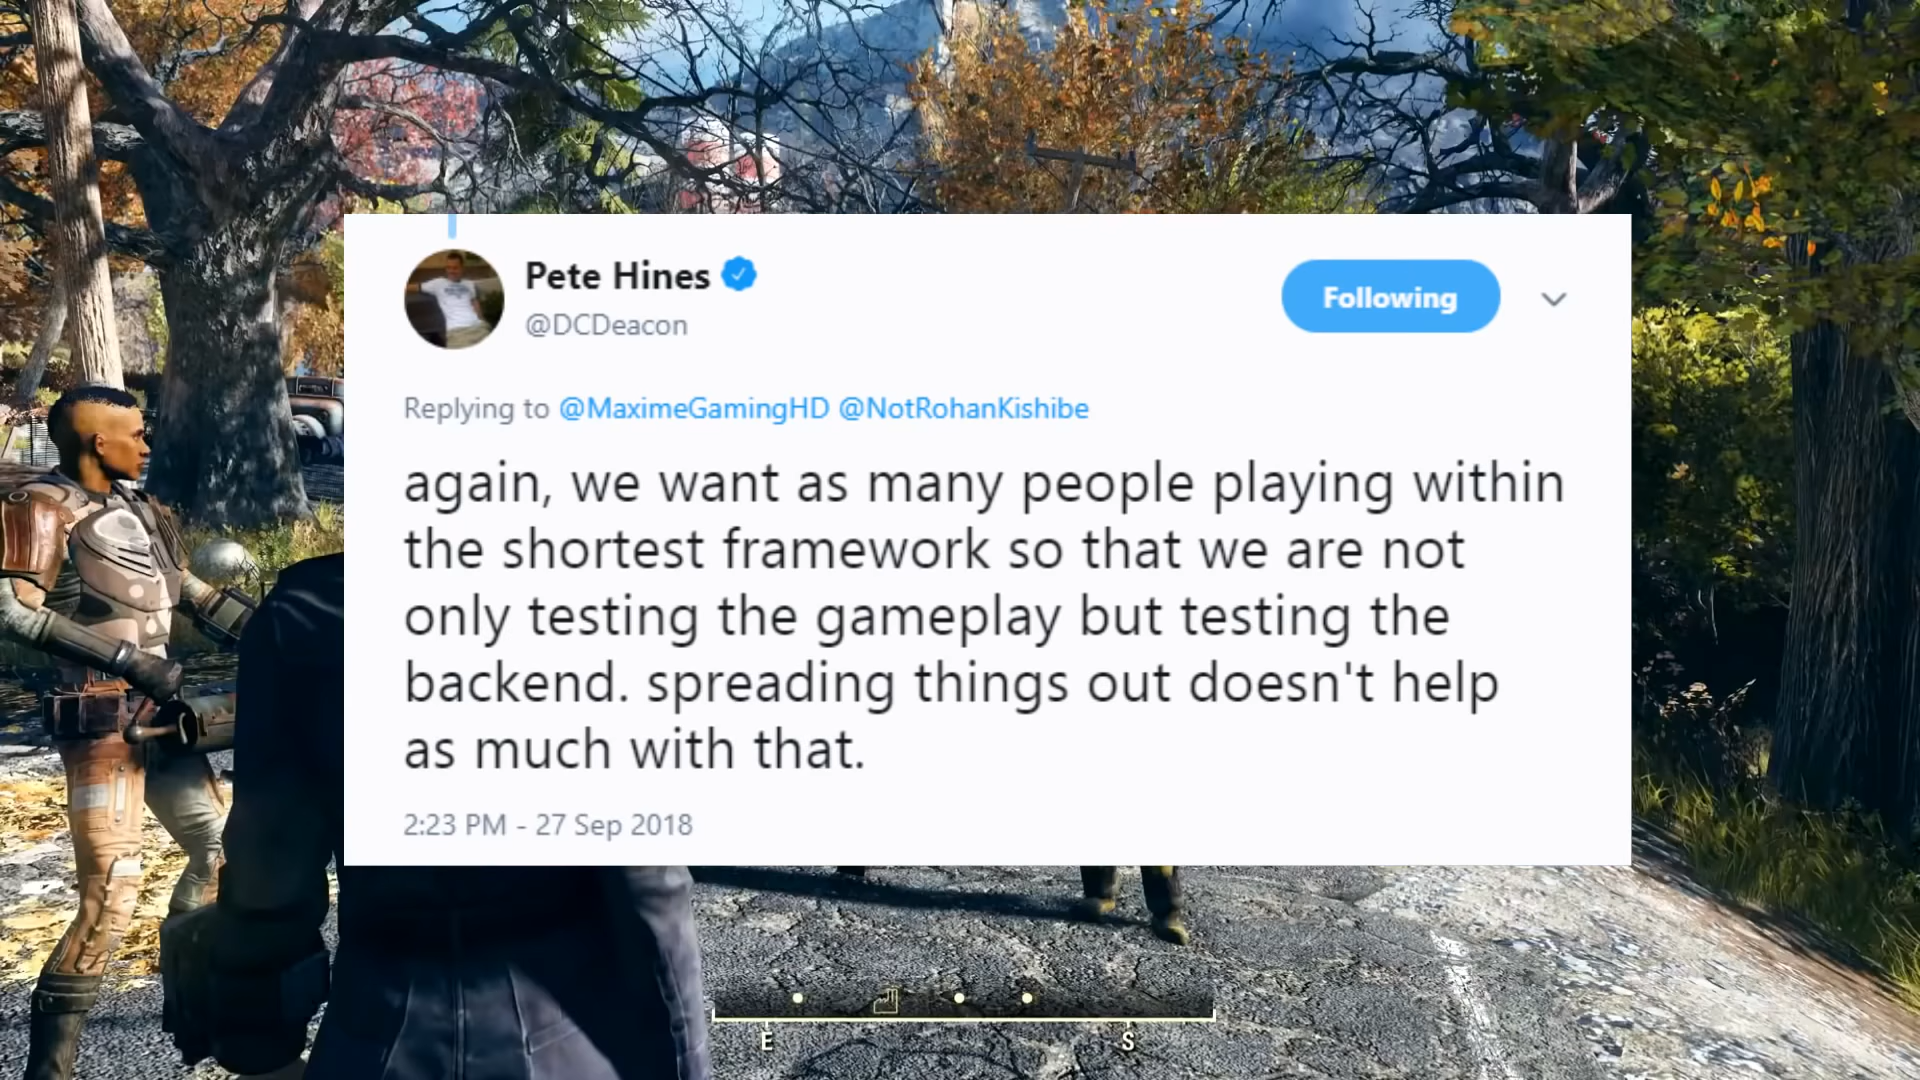 Pete Hines
@DCDeacon
Following
Replying to @MaximeGamingHD @NotRohanKishibe
again, we want as many people playing within
the shortest framework so that we are not
only testing the gameplay but testing the
backend. spreading things out doesn't help
as much with that.
2:23 PM - 27 Sep 2018
E S